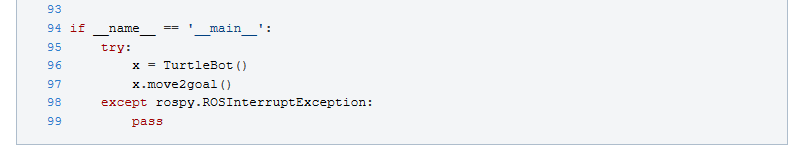 93
94 if __name__ == '__main__':
95     try:
96         x = TurtleBot()
97         x.move2goal()
98     except rospy.ROSInterruptException:
99         pass